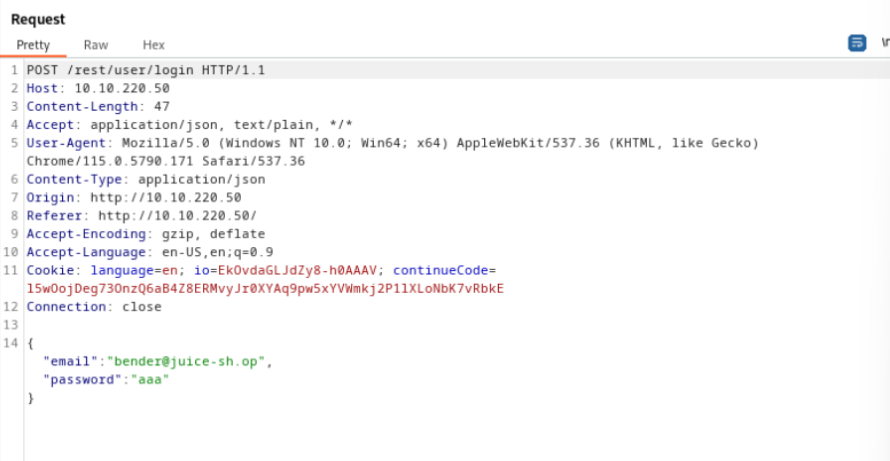 Request
Pretty Raw Hex
1 POST /rest/user/login HTTP/1.1
2 Host: 10.10.220.50
3 Content-Length: 47
4 Accept: application/json, text/plain, */*
5 User-Agent: Mozilla/5.0 (Windows NT 10.0; Win64; x64) AppleWebKit/537.36 (KHTML, like Gecko)
Chrome/115.0.5790.171 Safari/537.36
6 Content-Type: application/json
7 Origin: http://10.10.220.50
8 Referer: http://10.10.220.50/
9 Accept-Encoding: gzip, deflate
10 Accept-Language: en-US,en;q=0.9
11 Cookie: language=en; io=EkOvdaGLJdZy8-h0AAAV; continueCode=
l5wOojDeg73OnzQ6aB4Z8ERMvyJr0XYAq9pw5xYVWmkj2P1lXLoNbK7vRbkE
12 Connection: close
13
14 {
"email":"bender@juice-sh.op",
"password":"aaa"
}